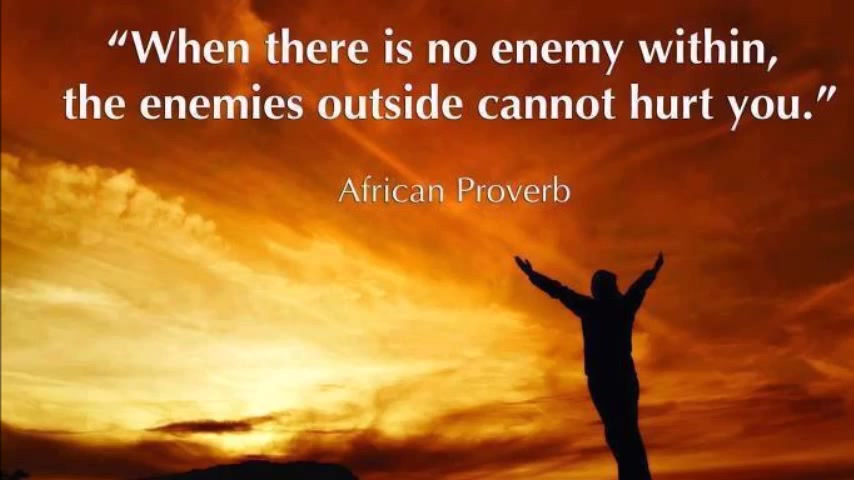 “When there is no enemy within,
the enemies outside cannot hurt you.”
African Proverb